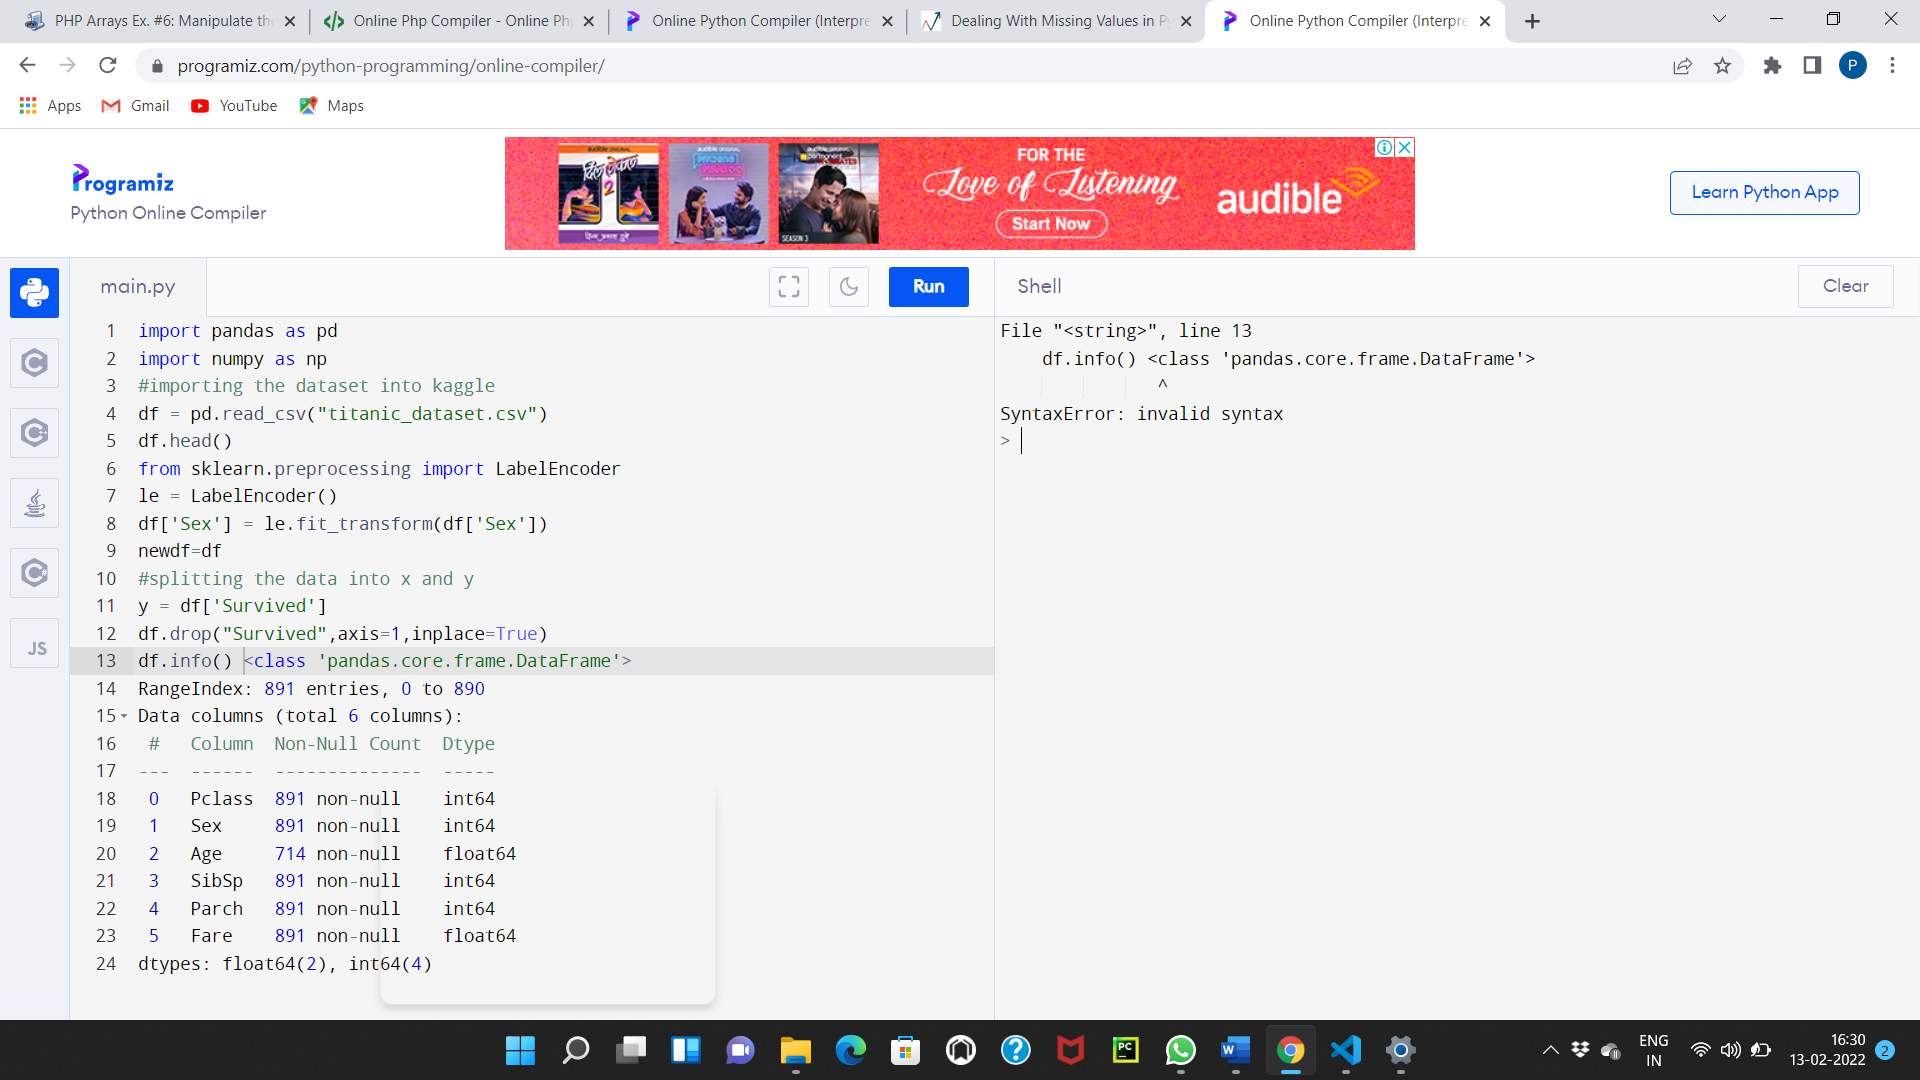 PHP Arrays Ex. #6: Manipulate the
Online Php Compiler - Online Ph
Online Python Compiler (Interpre
Dealing With Missing Values in P
Online Python Compiler (Interpre
programiz.com/python-programming/online-compiler/
P
Apps
Gmail
YouTube
Maps
Programiz
Python Online Compiler
audible ORIGINAL
2
SEASON 3
FOR THE
Love of Listening
Start Now
audible
Learn Python App
main.py
Run
Shell
Clear
JS
1 import pandas as pd
2 import numpy as np
3 #importing the dataset into kaggle
4 df = pd.read_csv("titanic_dataset.csv")
5 df.head()
6 from sklearn.preprocessing import LabelEncoder
7 le = LabelEncoder()
8 df['Sex'] = le.fit_transform(df['Sex'])
9 newdf=df
10 #splitting the data into x and y
11 y = df['Survived']
12 df.drop("Survived",axis=1,inplace=True)
13 df.info() <class 'pandas.core.frame.DataFrame'>
14 RangeIndex: 891 entries, 0 to 890
15 Data columns (total 6 columns):
16 # Column Non-Null Count Dtype
17 --- ------ -------------- -----
18 0 Pclass 891 non-null int64
19 1 Sex 891 non-null int64
20 2 Age 714 non-null float64
21 3 SibSp 891 non-null int64
22 4 Parch 891 non-null int64
23 5 Fare 891 non-null float64
24 dtypes: float64(2), int64(4)
File "<string>", line 13
df.info() <class 'pandas.core.frame.DataFrame'>
^
SyntaxError: invalid syntax
>
ENG
IN
16:30
13-02-2022
2